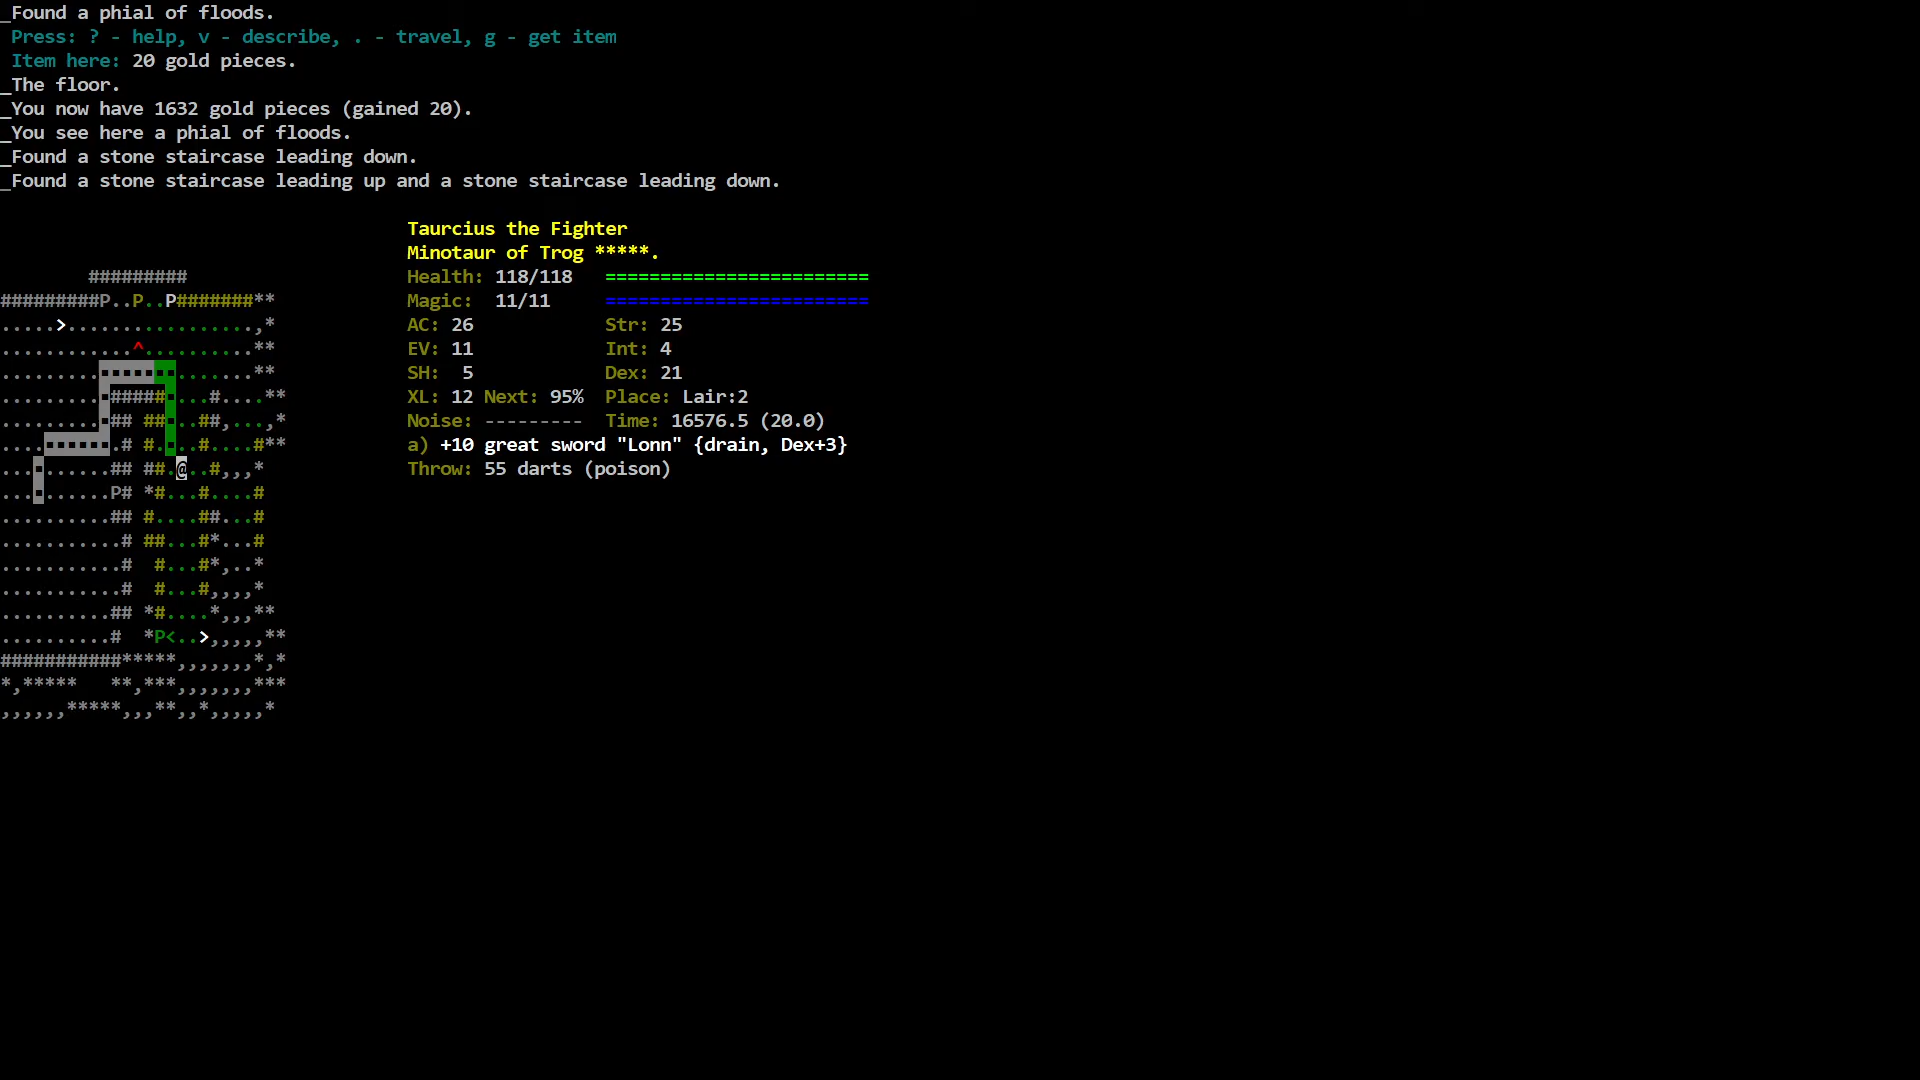 _Found a phial of floods.
 Press: ? - help, v - describe, . - travel, g - get item
 Item here: 20 gold pieces.
_The floor.
_You now have 1632 gold pieces (gained 20).
_You see here a phial of floods.
_Found a stone staircase leading down.
_Found a stone staircase leading up and a stone staircase leading down.
Taurcius the Fighter
Minotaur of Trog *****.
Health: 118/118 ========================
Magic: 11/11 ========================
AC: 26 Str: 25
EV: 11 Int: 4
SH: 5 Dex: 21
XL: 12 Next: 95% Place: Lair:2
Noise: --------- Time: 16576.5 (20.0)
a) +10 great sword "Lonn" {drain, Dex+3}
Throw: 55 darts (poison)
        #########
#########P..P..P#######**
.....>.................,*
............^..........**
.........▪▪▪▪▪▪▪.......**
.........▪#####▪...#....**
.........▪## ##▪..##,...,*
....▪▪▪▪▪▪.# #.▪..#....#**
...▪......## ##.@..#,,,*
...▪......P# *#...#....#
..........## #....##...#
...........# ##...#*...#
...........#  #...#*,..*
...........#  #...#,,,,*
..........## *#....*,,,**
..........#  *P<..>,,,,,**
###########*****,,,,,,,*,*
*,*****   **,***,,,,,,,***
,,,,,,*****,,,**,,*,,,,,*